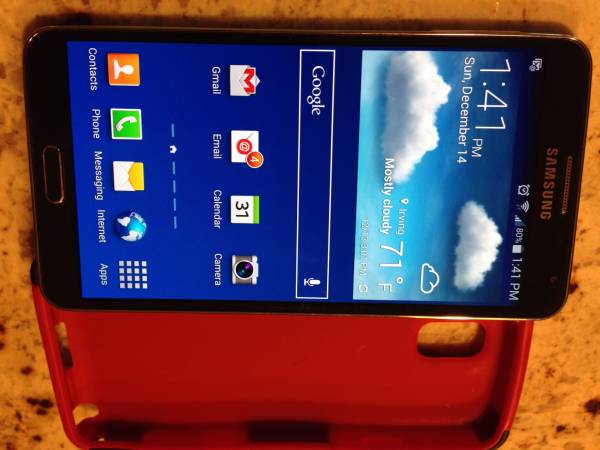 SAMSUNG
80% 1:41 PM
1:41 PM
Sun, December 14
Irving
71° F
Mostly cloudy
Google
4
31
Gmail
Email
Calendar
Camera
Contacts
Phone
Messaging
Internet
Apps